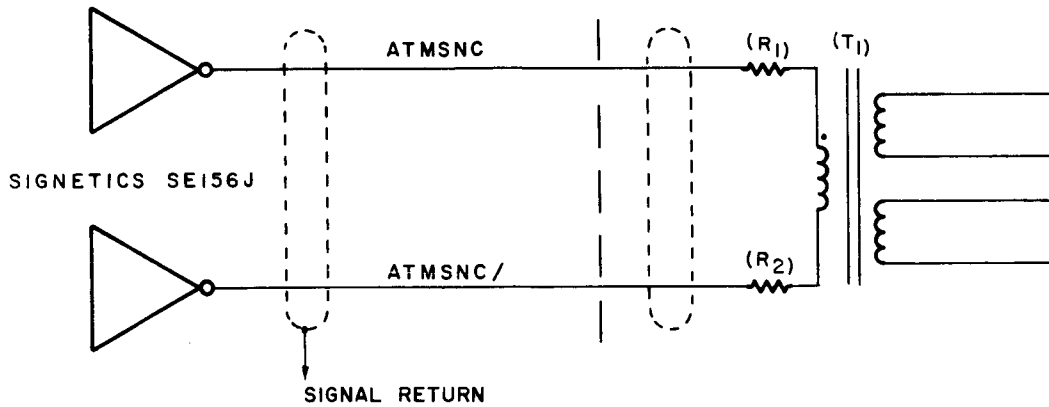 ATMSNC
(R1)
(T1)
SIGNETICS SE156J
ATMSNC/
(R2)
SIGNAL RETURN